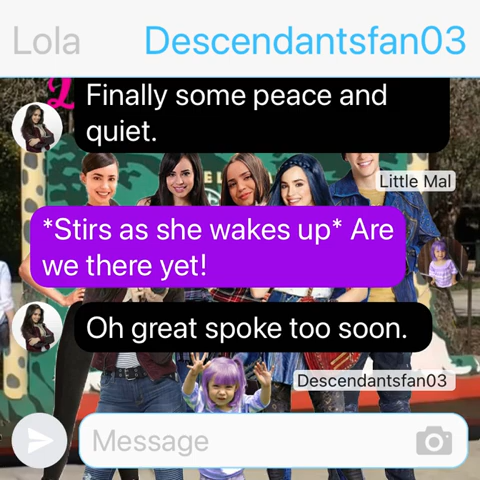 Lola
Descendantsfan03
Finally some peace and
quiet.
Little Mal
*Stirs as she wakes up* Are
we there yet!
Oh great spoke too soon.
Descendantsfan03
Message